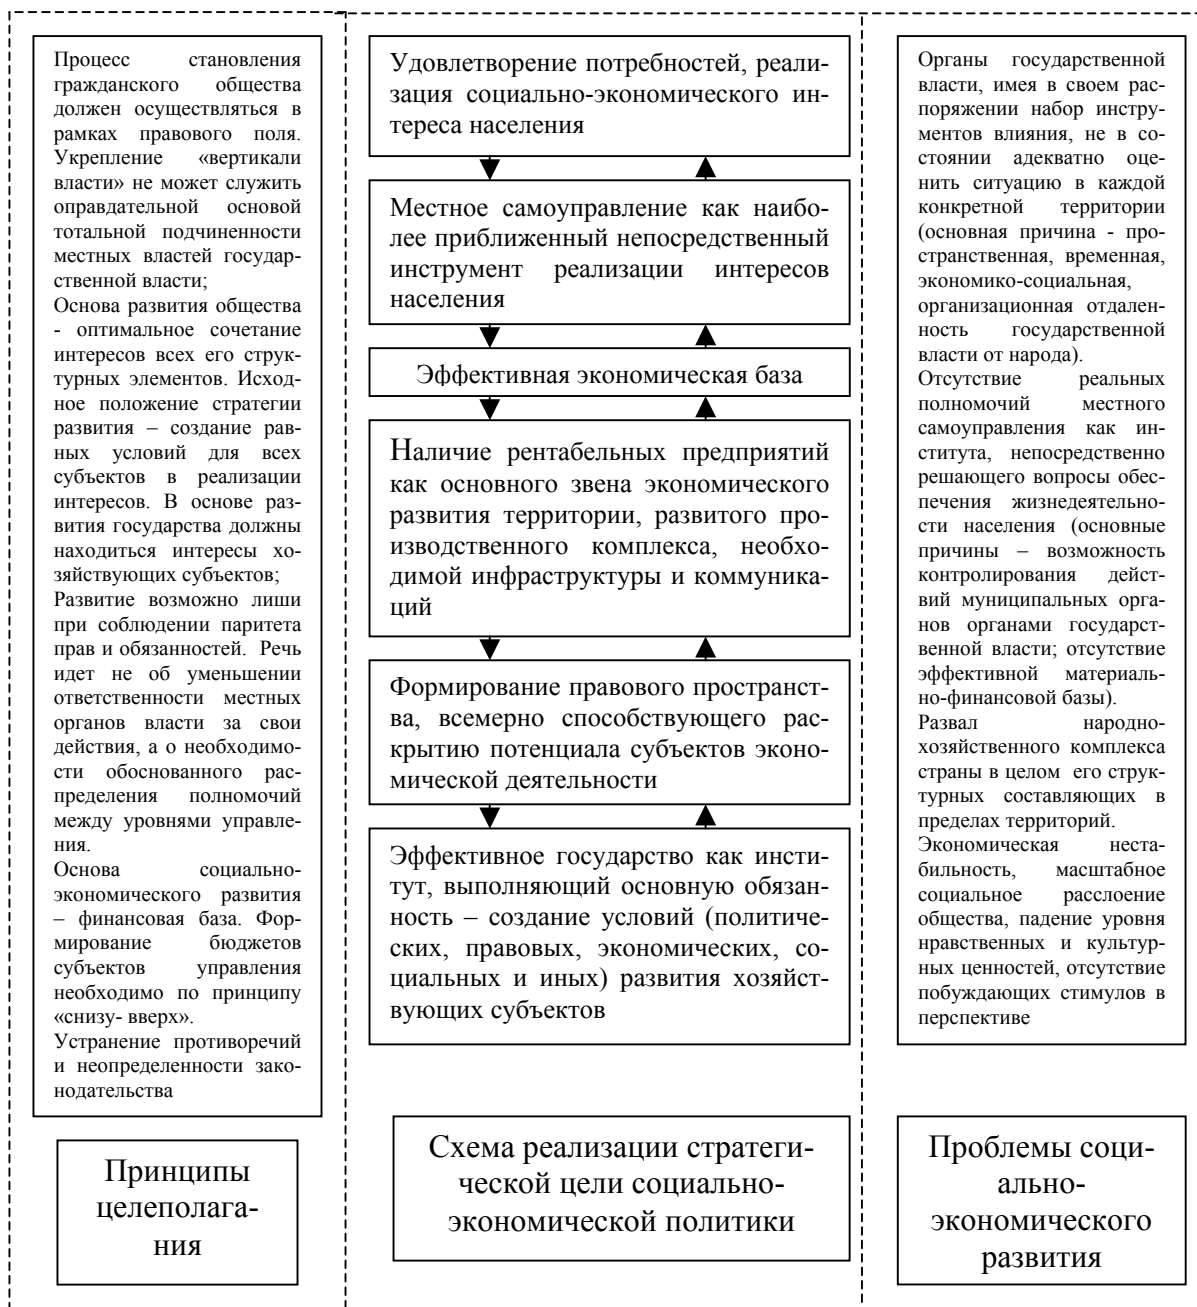 Процесс становления
гражданского общества
должен осуществляться в
рамках правового поля.
Укрепление «вертикали
власти» не может служить
оправдательной основой
тотальной подчиненности
местных властей государ-
ственной власти;
Основа развития общества
- оптимальное сочетание
интересов всех его струк-
турных элементов. Исход-
ное положение стратегии
развития – создание рав-
ных условий для всех
субъектов в реализации
интересов. В основе раз-
вития государства должны
находиться интересы хо-
зяйствующих субъектов;
Развитие возможно лиши
при соблюдении паритета
прав и обязанностей. Речь
идет не об уменьшении
ответственности местных
органов власти за свои
действия, а о необходимо-
сти обоснованного рас-
пределения полномочий
между уровнями управле-
ния.
Основа социально-
экономического развития
– финансовая база. Фор-
мирование бюджетов
субъектов управления
необходимо по принципу
«снизу- вверх».
Устранение противоречий
и неопределенности зако-
нодательства
Принципы
целеполага-
ния
Удовлетворение потребностей, реали-
зация социально-экономического ин-
тереса населения
Местное самоуправление как наибо-
лее приближенный непосредственный
инструмент реализации интересов
населения
Эффективная экономическая база
Наличие рентабельных предприятий
как основного звена экономического
развития территории, развитого про-
изводственного комплекса, необхо-
димой инфраструктуры и коммуника-
ций
Формирование правового пространст-
ва, всемерно способствующего рас-
крытию потенциала субъектов эконо-
мической деятельности
Эффективное государство как инсти-
тут, выполняющий основную обязан-
ность – создание условий (политиче-
ских, правовых, экономических, со-
циальных и иных) развития хозяйст-
вующих субъектов
Схема реализации стратеги-
ческой цели социально-
экономической политики
Органы государственной
власти, имея в своем рас-
поряжении набор инстру-
ментов влияния, не в со-
стоянии адекватно оце-
нить ситуацию в каждой
конкретной территории
(основная причина - про-
странственная, временная,
экономико-социальная,
организационная отдален-
ность государственной
власти от народа).
Отсутствие реальных
полномочий местного
самоуправления как ин-
ститута, непосредственно
решающего вопросы обес-
печения жизнедеятельно-
сти населения (основные
причины – возможность
контролирования дейст-
вий муниципальных орга-
нов органами государст-
венной власти; отсутствие
эффективной материаль-
но-финансовой базы).
Развал народно-
хозяйственного комплекса
страны в целом его струк-
турных составляющих в
пределах территорий.
Экономическая неста-
бильность, масштабное
социальное расслоение
общества, падение уровня
нравственных и культур-
ных ценностей, отсутствие
побуждающих стимулов в
перспективе
Проблемы соци-
ально-
экономического
развития